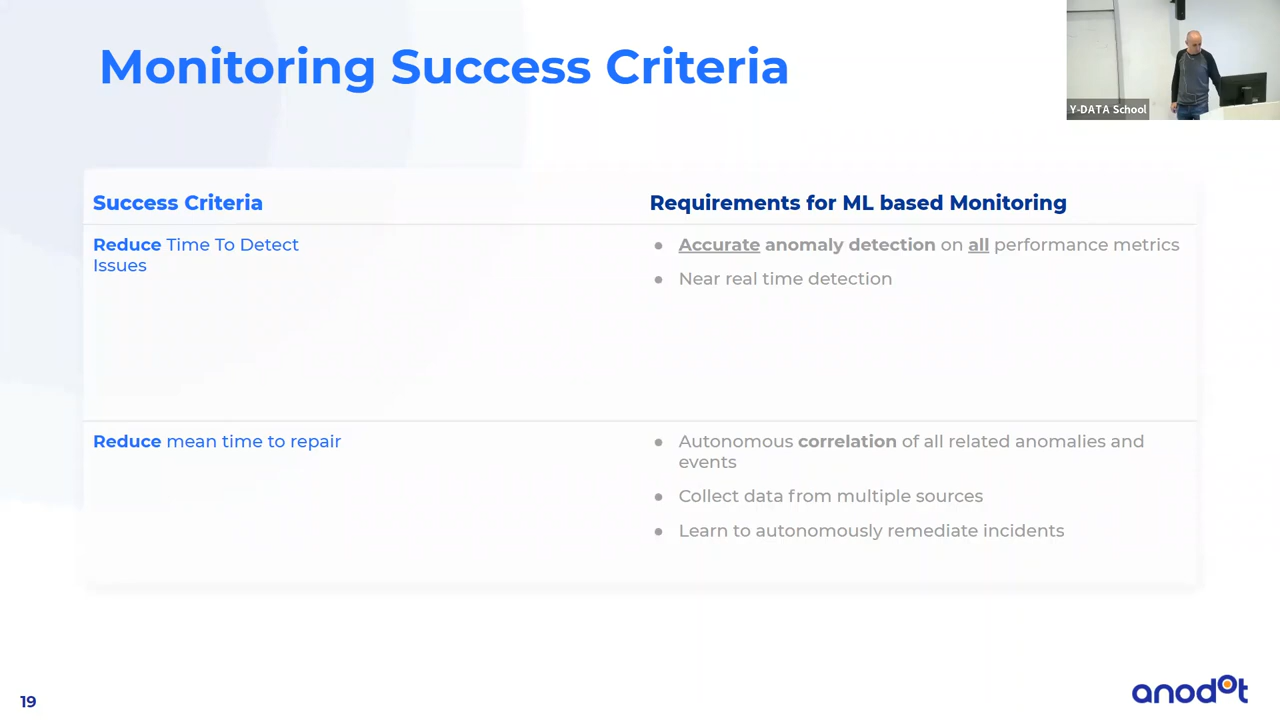 Monitoring Success Criteria
Y-DATA School
Success Criteria
Requirements for ML based Monitoring
Reduce Time To Detect
Issues
● Accurate anomaly detection on all performance metrics
● Near real time detection
Reduce mean time to repair
● Autonomous correlation of all related anomalies and
events
● Collect data from multiple sources
● Learn to autonomously remediate incidents
19
anodot